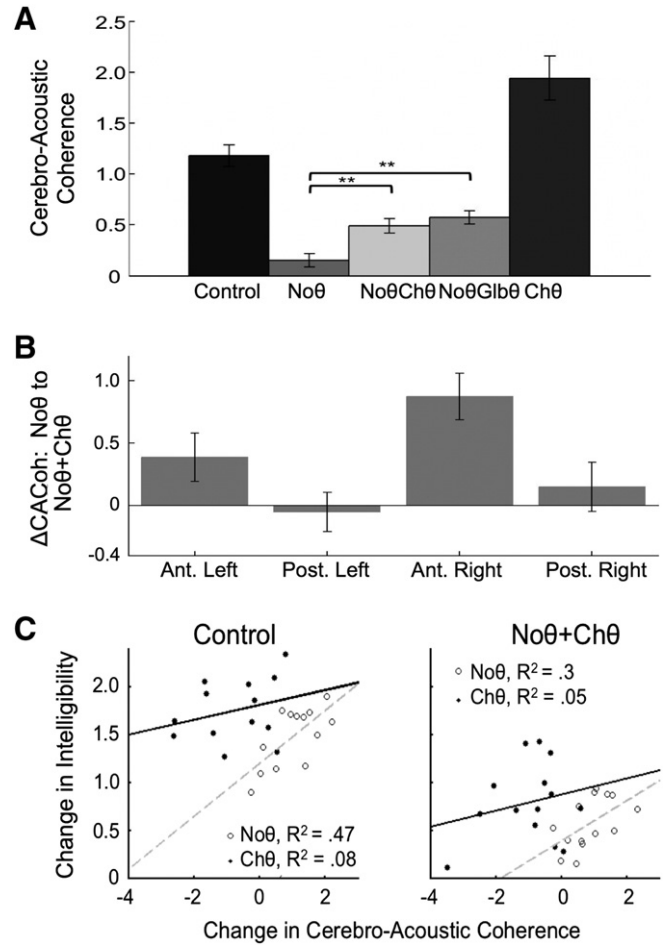 A
Cerebro-Acoustic
Coherence
2.5
2.0
1.5
1.0
0.5
0
**
**
Control Noθ NoθChθ NoθGlbθ Chθ
B
ΔCACoh: Noθ to
Noθ+Chθ
1.0
0.5
0
-0.4
Ant. Left Post. Left Ant. Right Post. Right
C
Control
Noθ+Chθ
Change in Intelligibility
2.0
1.5
1.0
0.5
0
Noθ, R² = .47
Chθ, R² = .08
Noθ, R² = .3
Chθ, R² = .05
-4 -2 0 2 -4 -2 0 2
Change in Cerebro-Acoustic Coherence